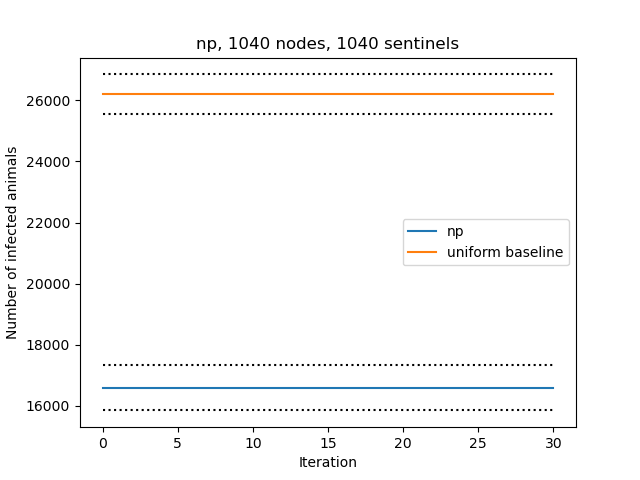 np, 1040 nodes, 1040 sentinels
Number of infected animals
26000
24000
22000
20000
18000
16000
np
uniform baseline
0 5 10 15 20 25 30
Iteration